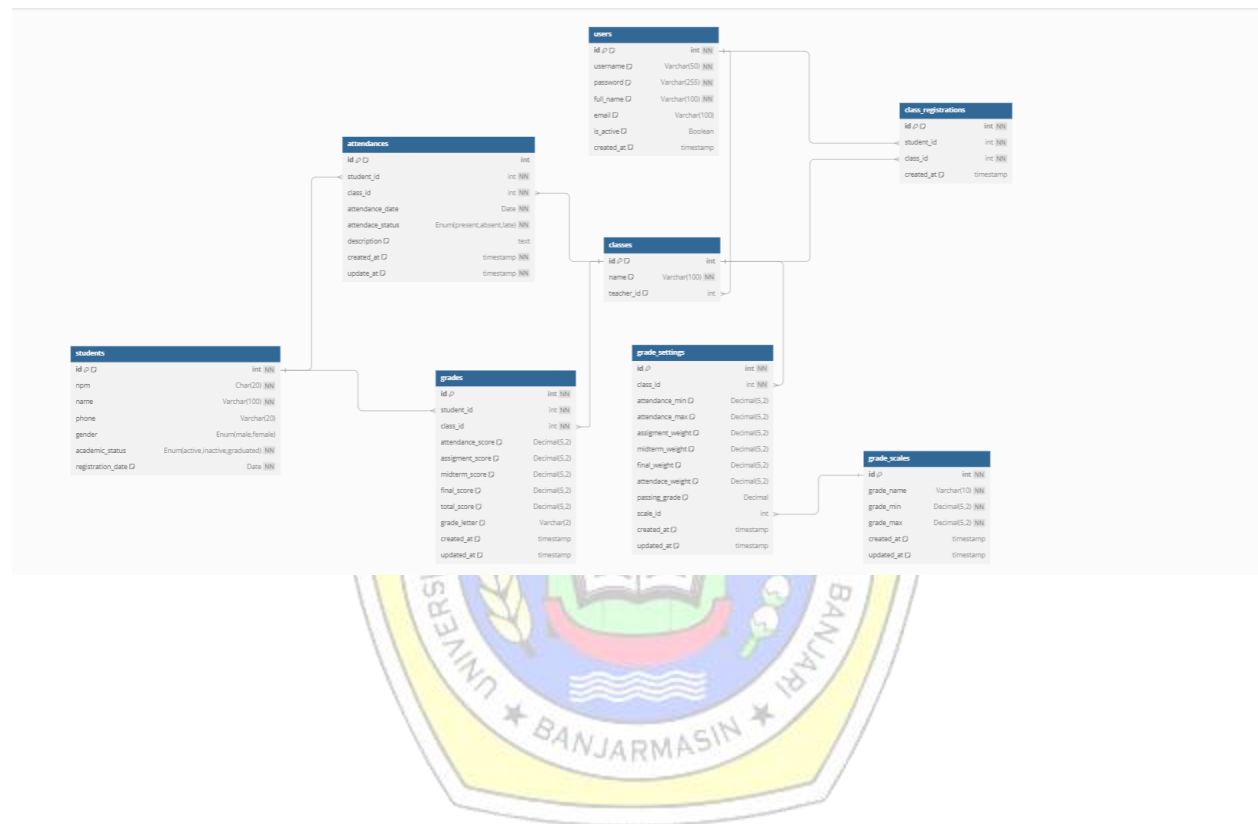 users
id int NN
username Varchar(50) NN
password Varchar(255) NN
full_name Varchar(100) NN
email Varchar(100)
is_active Boolean
created_at timestamp
class_registrations
id int NN
student_id int NN
class_id int NN
created_at timestamp
attendances
id int
student_id int NN
class_id int NN
attendance_date Date NN
attendace_status Enum(present,absent,late) NN
description text
created_at timestamp NN
update_at timestamp NN
classes
id int
name Varchar(100) NN
teacher_id int
students
id int NN
npm Char(20) NN
name Varchar(100) NN
phone Varchar(20)
gender Enum(male,female)
academic_status Enum(active,inactive,graduated) NN
registration_date Date NN
grades
id int NN
student_id int NN
class_id int NN
attendance_score Decimal(5,2)
assigment_score Decimal(5,2)
midterm_score Decimal(5,2)
final_score Decimal(5,2)
total_score Decimal(5,2)
grade_letter Varchar(2)
created_at timestamp
updated_at timestamp
grade_settings
id int NN
class_id int NN
attendance_min Decimal(5,2)
attendance_max Decimal(5,2)
assigment_weight Decimal(5,2)
midterm_weight Decimal(5,2)
final_weight Decimal(5,2)
attendace_weight Decimal(5,2)
passing_grade Decimal
scale_id int
created_at timestamp
updated_at timestamp
grade_scales
id int NN
grade_name Varchar(10) NN
grade_min Decimal(5,2) NN
grade_max Decimal(5,2) NN
created_at timestamp
updated_at timestamp
UNIVERSI
BANJARI
BANJARMASIN